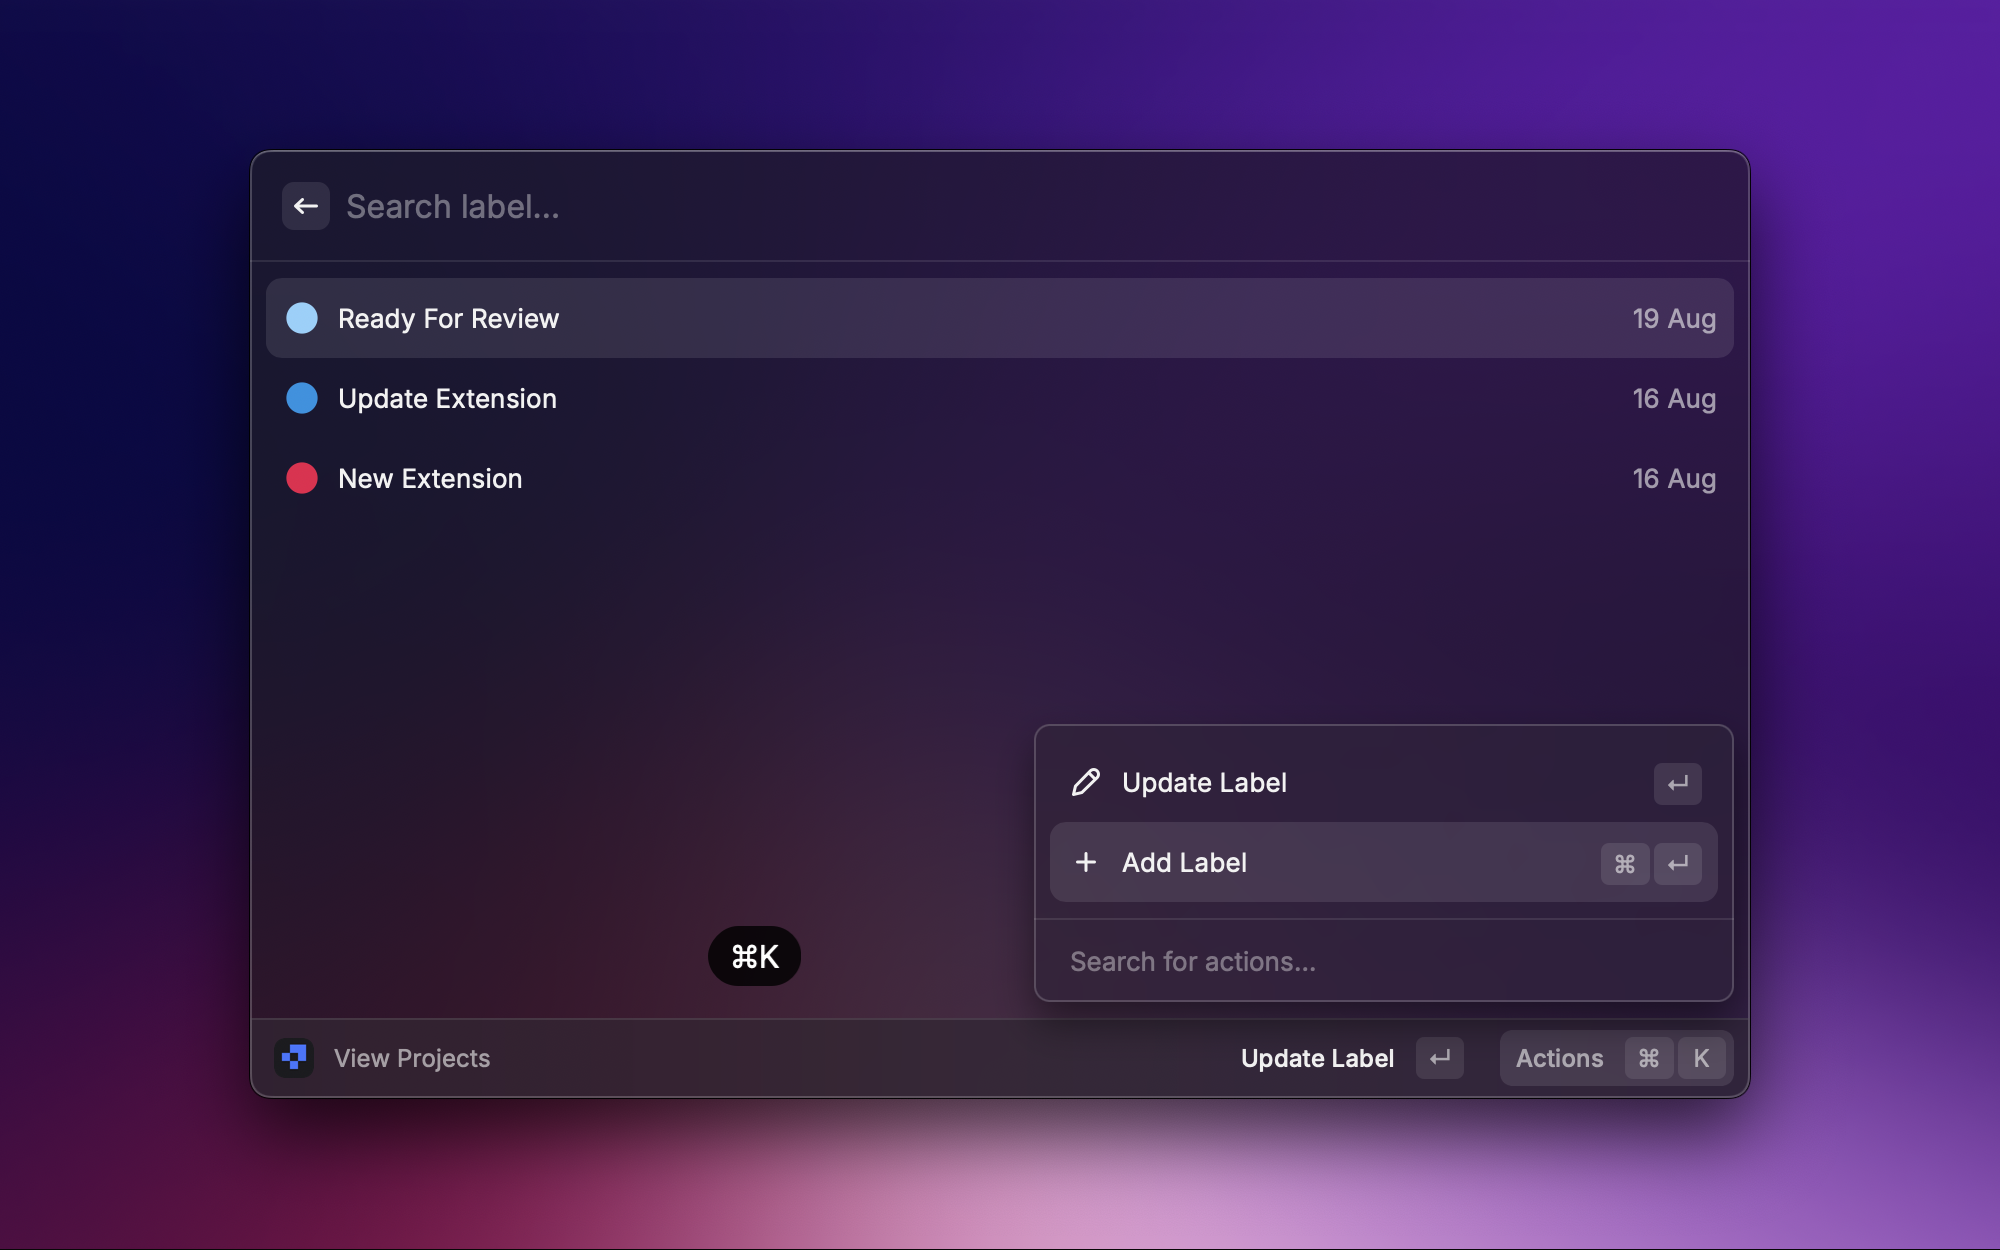 Search label...
Ready For Review 19 Aug
Update Extension 16 Aug
New Extension 16 Aug
Update Label ↵
Add Label ⌘ ↵
Search for actions...
⌘K
View Projects Update Label ↵ Actions ⌘ K